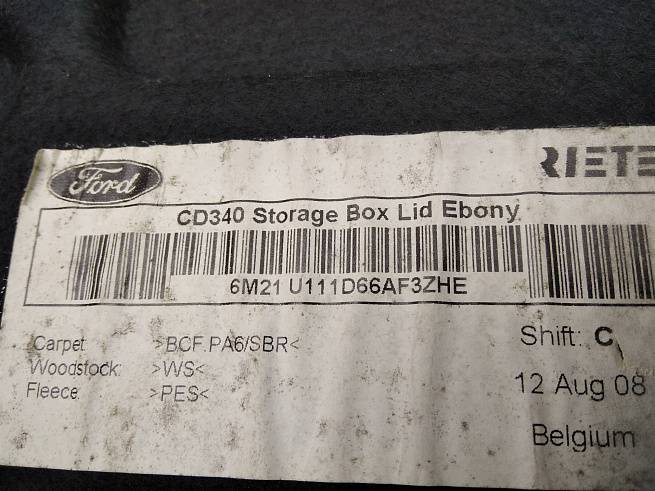 Ford
RIETE
CD340 Storage Box Lid Ebony
6M21 U111D66AF3ZHE
Carpet: >BCF.PA6/SBR<
Woodstock: >WS<
Fleece: >PES<
Shift: C
12 Aug 08
Belgium